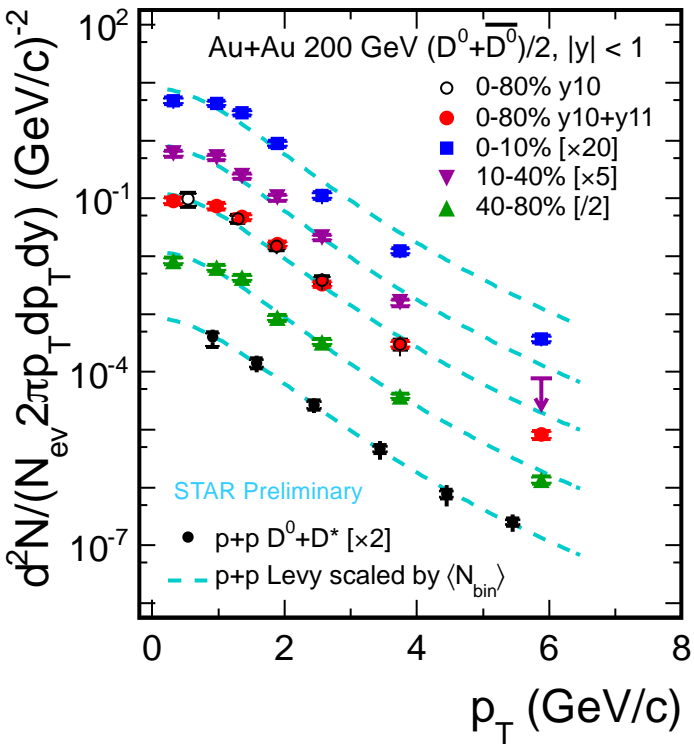 Au+Au 200 GeV (D⁰+D̅⁰)/2, |y| < 1
0-80% y10
0-80% y10+y11
0-10% [×20]
10-40% [×5]
40-80% [/2]
STAR Preliminary
p+p D⁰+D* [×2]
p+p Levy scaled by ⟨N_bin⟩
d²N/(N_ev 2πp_T dp_T dy) (GeV/c)⁻²
10²
10⁻¹
10⁻⁴
10⁻⁷
0 2 4 6 8
p_T (GeV/c)